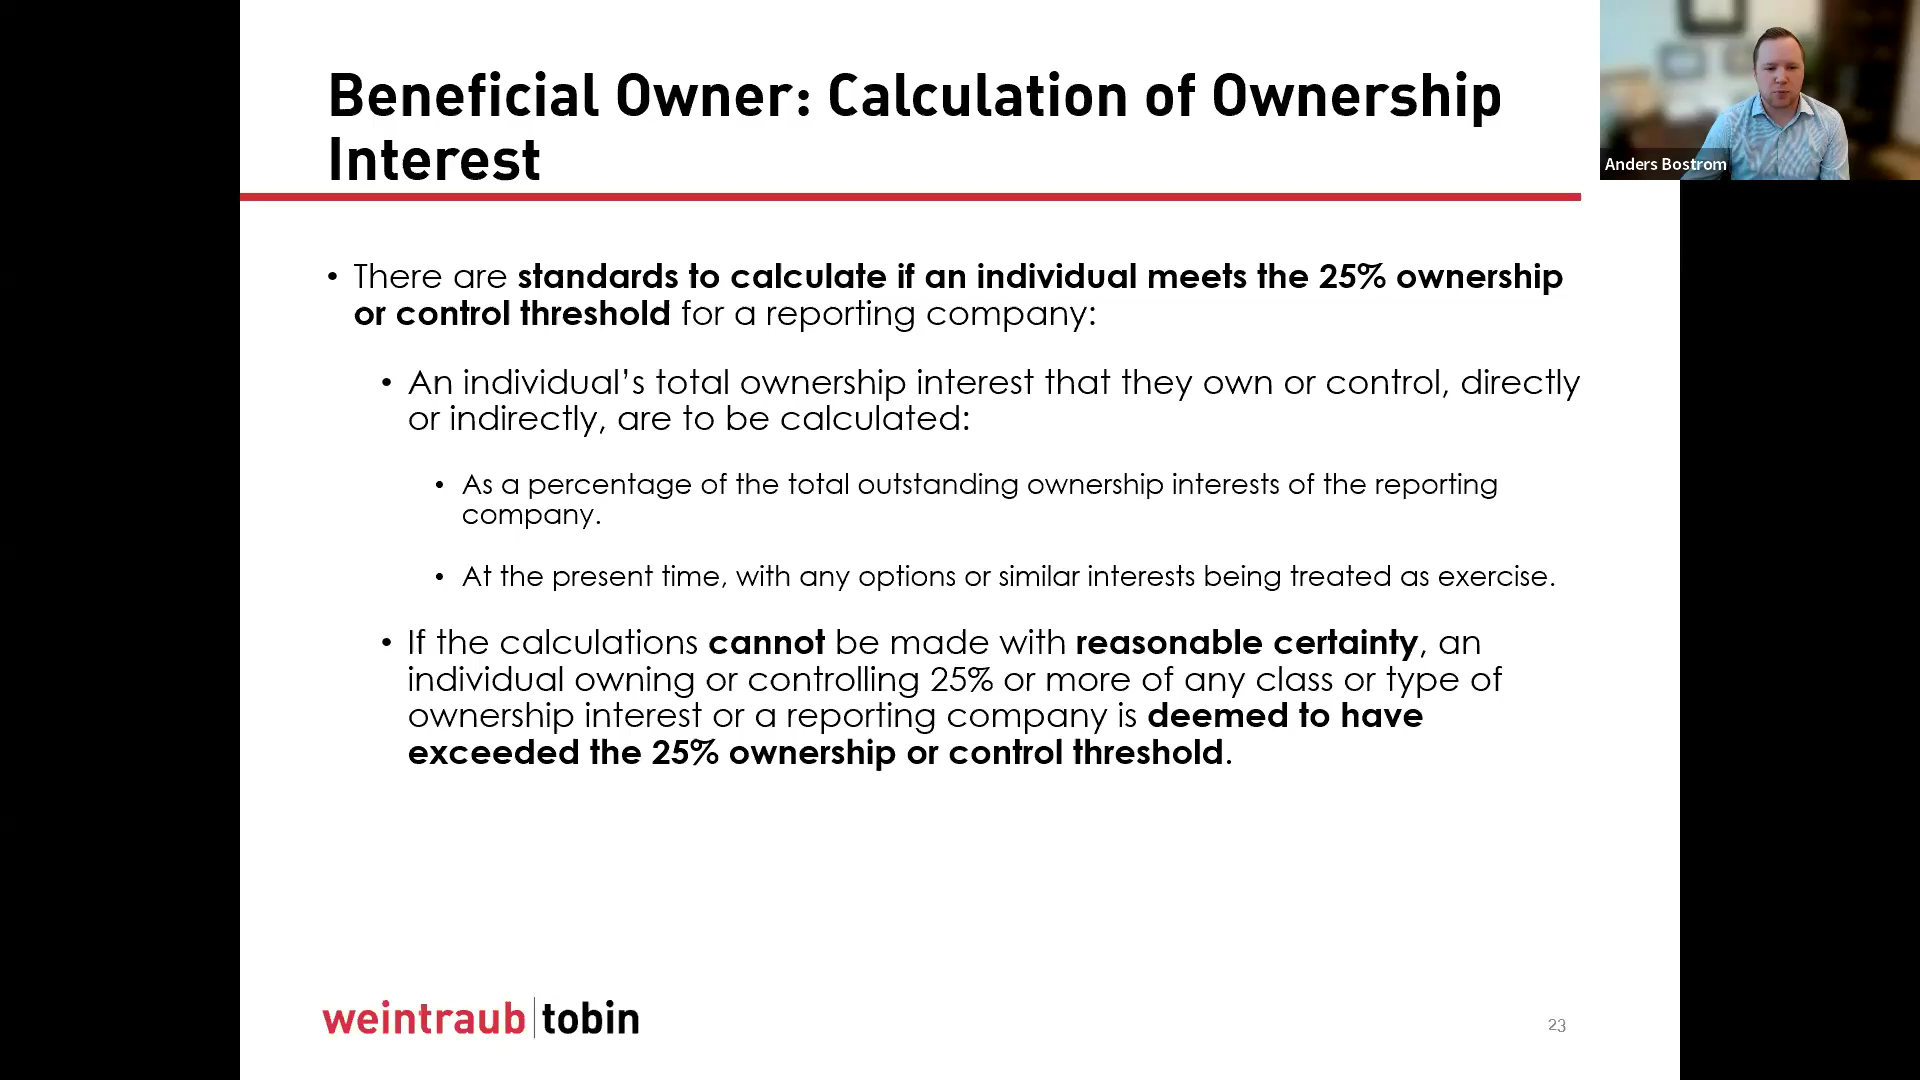 Beneficial Owner: Calculation of Ownership
Interest
Anders Bostrom
• There are standards to calculate if an individual meets the 25% ownership
or control threshold for a reporting company:
• An individual’s total ownership interest that they own or control, directly
or indirectly, are to be calculated:
• As a percentage of the total outstanding ownership interests of the reporting
company.
• At the present time, with any options or similar interests being treated as exercise.
• If the calculations cannot be made with reasonable certainty, an
individual owning or controlling 25% or more of any class or type of
ownership interest or a reporting company is deemed to have
exceeded the 25% ownership or control threshold.
weintraub|tobin
23